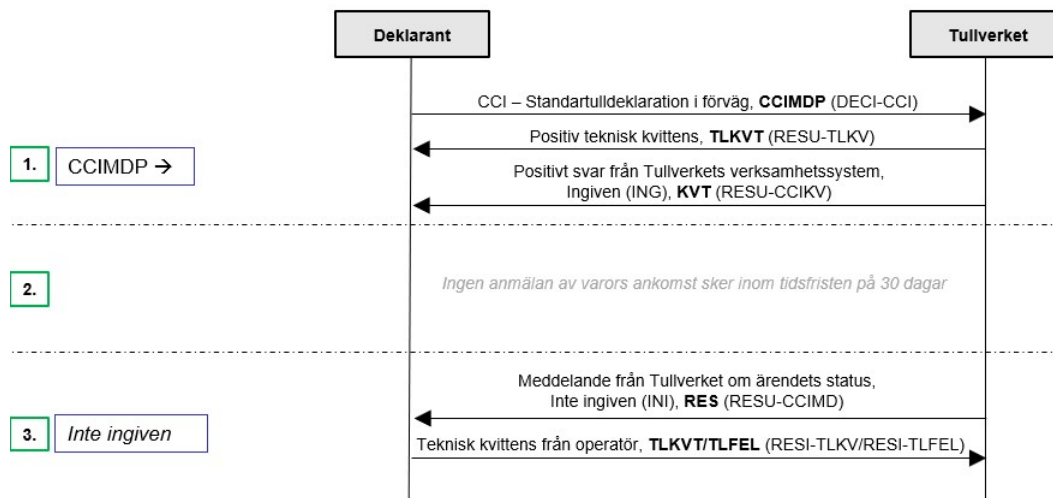 Deklarant
Tullverket
CCI – Standartulldeklaration i förväg, CCIMDP (DECI-CCI)
Positiv teknisk kvittens, TLKVT (RESU-TLKV)
1.
CCIMDP →
Positivt svar från Tullverkets verksamhetssystem,
Ingiven (ING), KVT (RESU-CCIKV)
2.
Ingen anmälan av varors ankomst sker inom tidsfristen på 30 dagar
Meddelande från Tullverket om ärendets status,
Inte ingiven (INI), RES (RESU-CCIMD)
3.
Inte ingiven
Teknisk kvittens från operatör, TLKVT/TLFEL (RESI-TLKV/RESI-TLFEL)